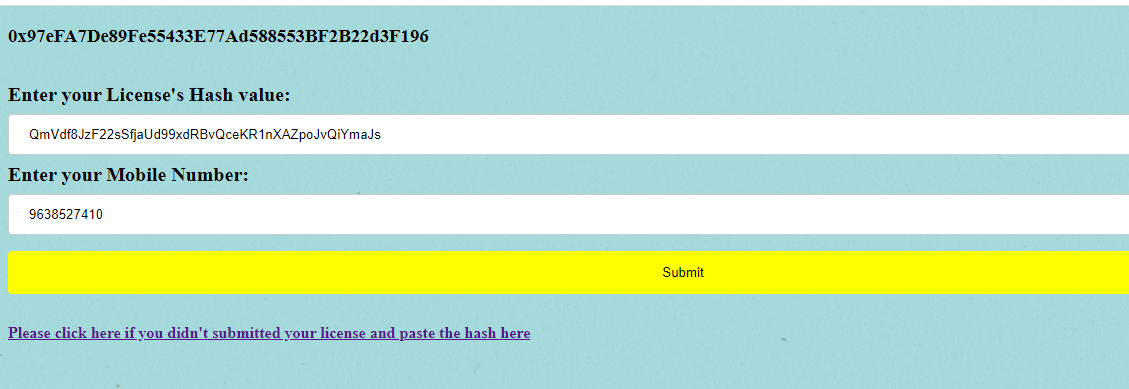 0x97eFA7De89Fe55433E77Ad588553BF2B22d3F196
Enter your License's Hash value:
QmVdf8JzF22sSfjaUd99xdRBvQceKR1nXAZpoJvQiYmaJs
Enter your Mobile Number:
9638527410
Submit
Please click here if you didn't submitted your license and paste the hash here